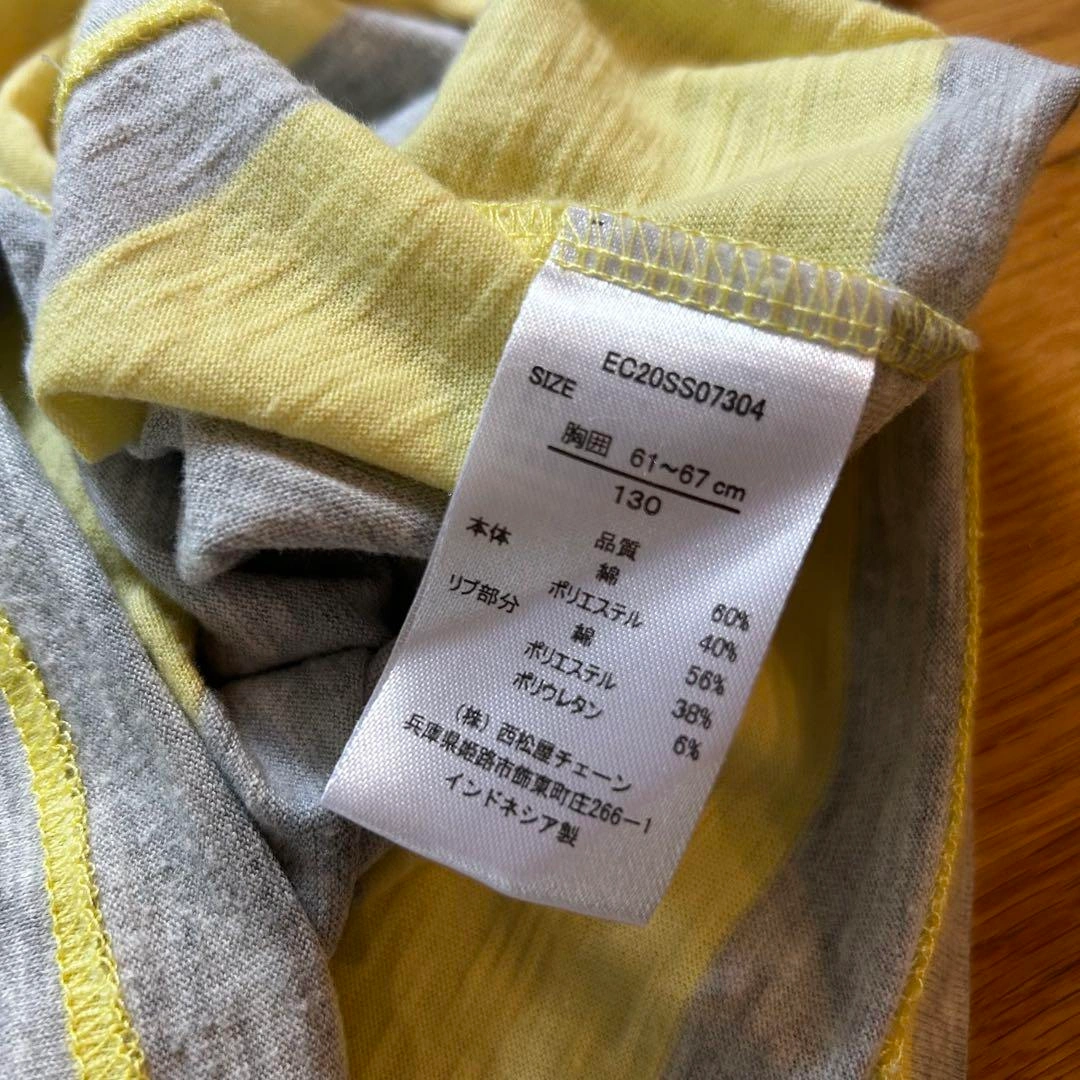 EC20SS07304
SIZE
胸囲 61～67 cm
130
品質
本体 綿 60%
ポリエステル 40%
リブ部分 綿 56%
ポリエステル 38%
ポリウレタン 6%
(株) 西松屋チェーン
兵庫県姫路市飾東町庄266－1
インドネシア製